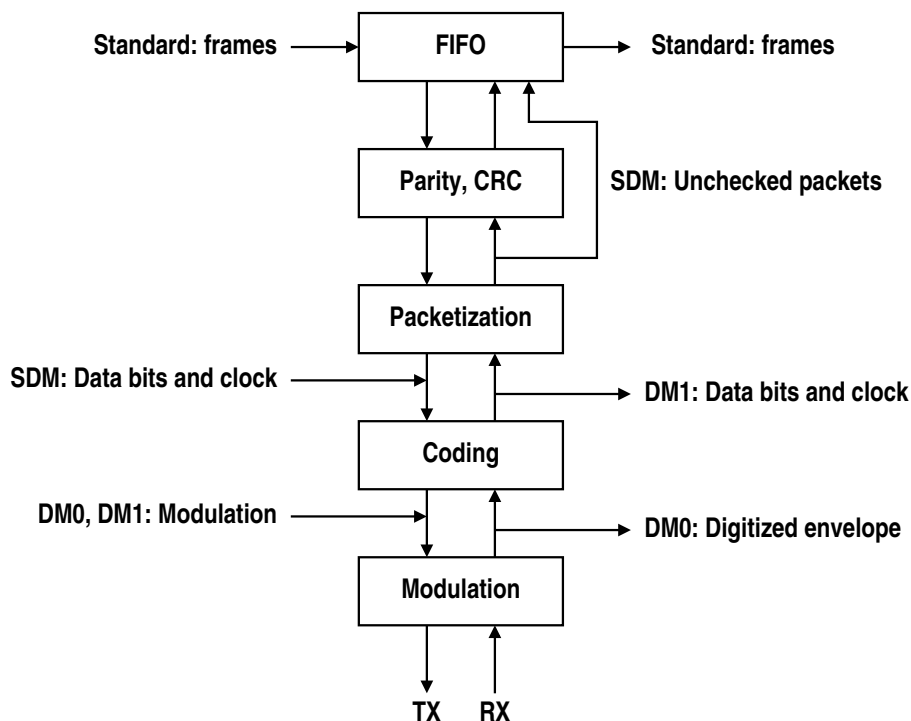 Standard: frames
FIFO
Standard: frames
Parity, CRC
SDM: Unchecked packets
Packetization
SDM: Data bits and clock
DM1: Data bits and clock
Coding
DM0, DM1: Modulation
DM0: Digitized envelope
Modulation
TX
RX